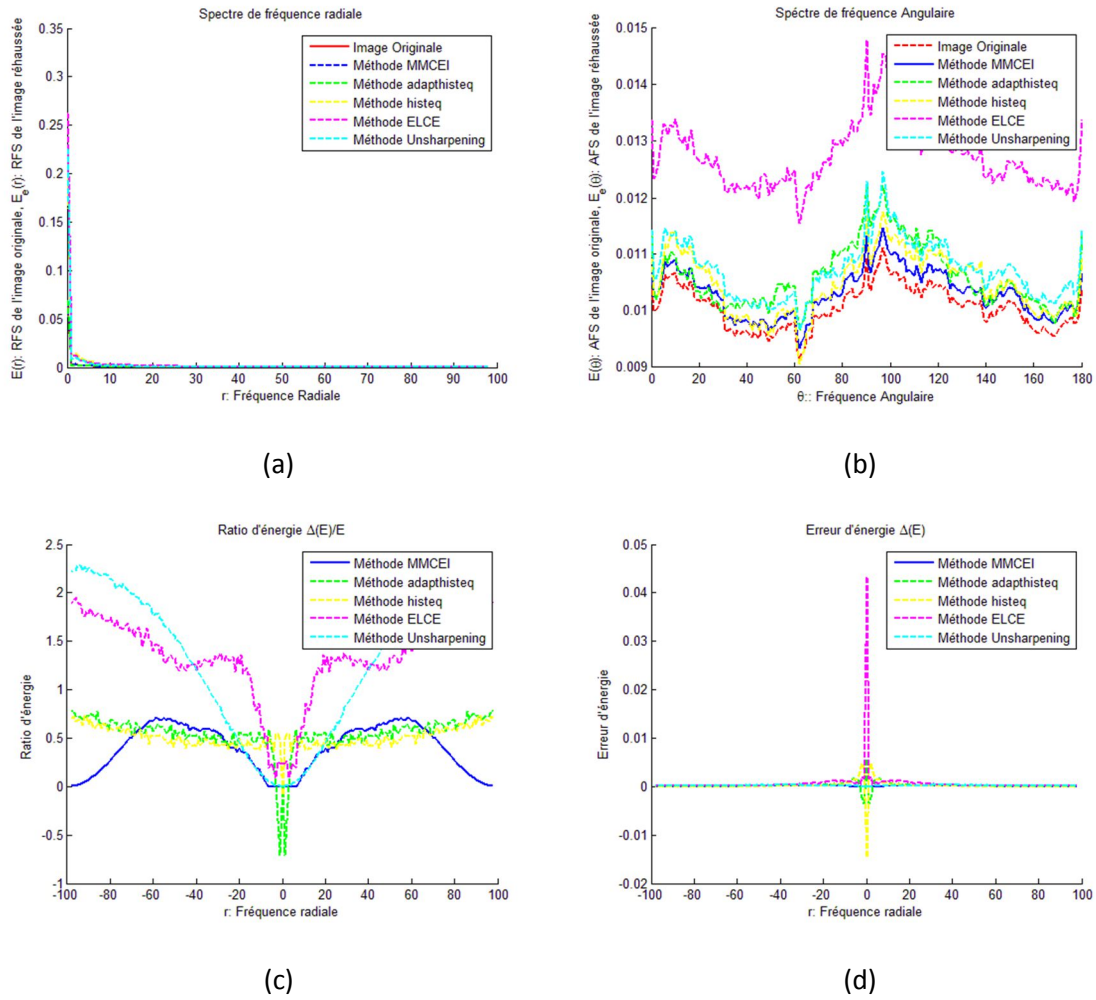 Spectre de fréquence radiale
E(r): RFS de l'image originale, E_e(r): RFS de l'image réhaussée
0.35
0.3
0.25
0.2
0.15
0.1
0.05
0
Image Originale
Méthode MMCEI
Méthode adapthisteq
Méthode histeq
Méthode ELCE
Méthode Unsharpening
0 10 20 30 40 50 60 70 80 90 100
r: Fréquence Radiale
(a)
Spéctre de fréquence Angulaire
E(θ): AFS de l'image originale, E_e(θ): AFS de l'image réhaussée
0.015
0.014
0.013
0.012
0.011
0.01
0.009
Image Originale
Méthode MMCEI
Méthode adapthisteq
Méthode histeq
Méthode ELCE
Méthode Unsharpening
0 20 40 60 80 100 120 140 160 180
θ:: Fréquence Angulaire
(b)
Ratio d'énergie Δ(E)/E
Ratio d'énergie
2.5
2
1.5
1
0.5
0
-0.5
-1
Méthode MMCEI
Méthode adapthisteq
Méthode histeq
Méthode ELCE
Méthode Unsharpening
-100 -80 -60 -40 -20 0 20 40 60 80 100
r: Fréquence radiale
(c)
Erreur d'énergie Δ(E)
Erreur d'énergie
0.05
0.04
0.03
0.02
0.01
0
-0.01
-0.02
Méthode MMCEI
Méthode adapthisteq
Méthode histeq
Méthode ELCE
Méthode Unsharpening
-100 -80 -60 -40 -20 0 20 40 60 80 100
r: Fréquence radiale
(d)